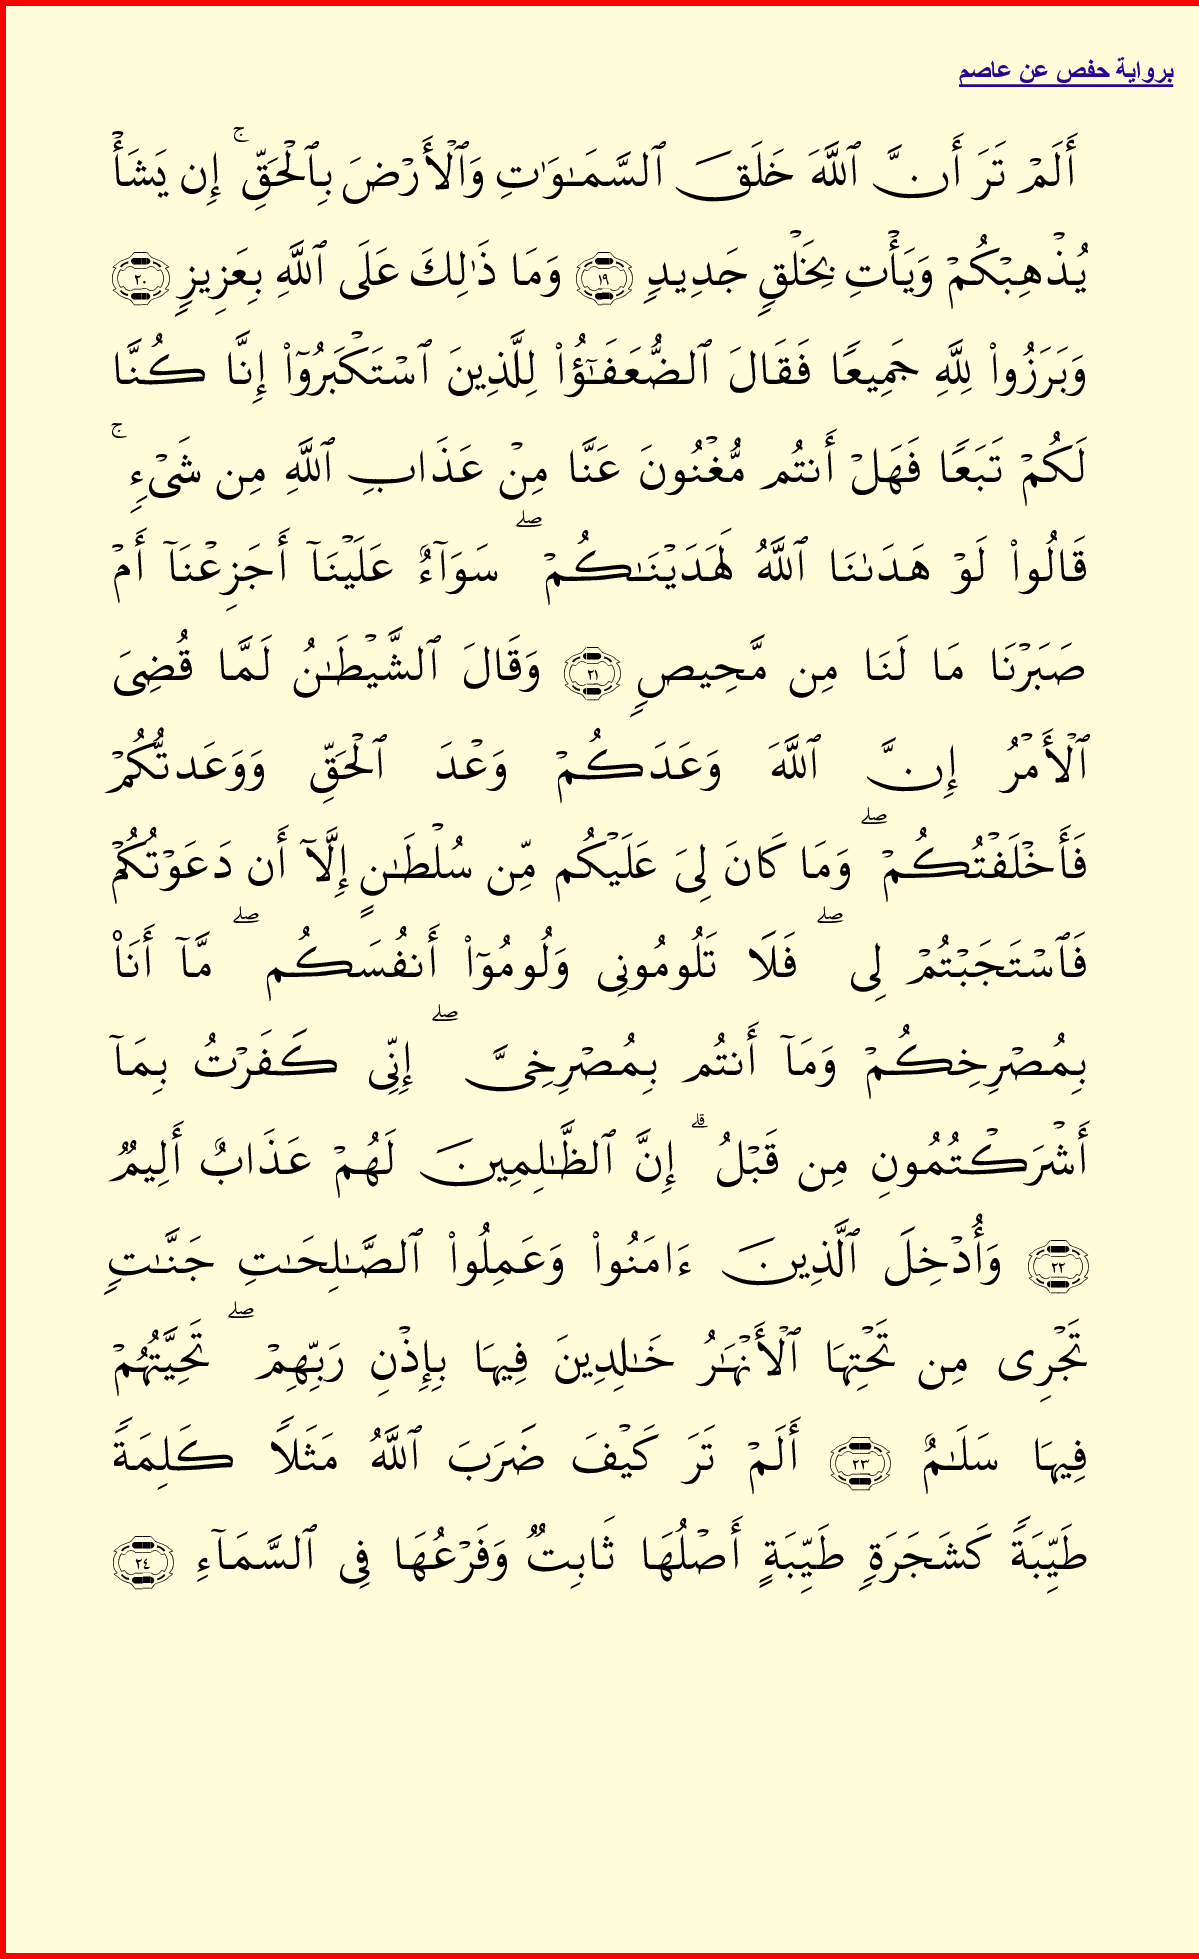 برواية حفص عن عاصم
أَلَمۡ تَرَ أَنَّ ٱللَّهَ خَلَقَ ٱلسَّمَٰوَٰتِ وَٱلۡأَرۡضَ بِٱلۡحَقِّۚ إِن يَشَأۡ
يُذۡهِبۡكُمۡ وَيَأۡتِ بِخَلۡقٖ جَدِيدٖ ١٩ وَمَا ذَٰلِكَ عَلَى ٱللَّهِ بِعَزِيزٖ ٢٠
وَبَرَزُواْ لِلَّهِ جَمِيعٗا فَقَالَ ٱلضُّعَفَٰٓؤُاْ لِلَّذِينَ ٱسۡتَكۡبَرُوٓاْ إِنَّا كُنَّا
لَكُمۡ تَبَعٗا فَهَلۡ أَنتُم مُّغۡنُونَ عَنَّا مِنۡ عَذَابِ ٱللَّهِ مِن شَيۡءٖۚ
قَالُواْ لَوۡ هَدَىٰنَا ٱللَّهُ لَهَدَيۡنَٰكُمۡۖ سَوَآءٌ عَلَيۡنَآ أَجَزِعۡنَآ أَمۡ
صَبَرۡنَا مَا لَنَا مِن مَّحِيصٖ ٢١ وَقَالَ ٱلشَّيۡطَٰنُ لَمَّا قُضِيَ
ٱلۡأَمۡرُ إِنَّ ٱللَّهَ وَعَدَكُمۡ وَعۡدَ ٱلۡحَقِّ وَوَعَدتُّكُمۡ
فَأَخۡلَفۡتُكُمۡۖ وَمَا كَانَ لِيَ عَلَيۡكُم مِّن سُلۡطَٰنٍ إِلَّآ أَن دَعَوۡتُكُمۡ
فَٱسۡتَجَبۡتُمۡ لِيۖ فَلَا تَلُومُونِي وَلُومُوٓاْ أَنفُسَكُمۖ مَّآ أَنَا۠
بِمُصۡرِخِكُمۡ وَمَآ أَنتُم بِمُصۡرِخِيَّۖ إِنِّي كَفَرۡتُ بِمَآ
أَشۡرَكۡتُمُونِ مِن قَبۡلُۗ إِنَّ ٱلظَّٰلِمِينَ لَهُمۡ عَذَابٌ أَلِيمٞ
٢٢ وَأُدۡخِلَ ٱلَّذِينَ ءَامَنُواْ وَعَمِلُواْ ٱلصَّٰلِحَٰتِ جَنَّٰتٖ
تَجۡرِي مِن تَحۡتِهَا ٱلۡأَنۡهَٰرُ خَٰلِدِينَ فِيهَا بِإِذۡنِ رَبِّهِمۡۖ تَحِيَّتُهُمۡ
فِيهَا سَلَٰمٌ ٢٣ أَلَمۡ تَرَ كَيۡفَ ضَرَبَ ٱللَّهُ مَثَلٗا كَلِمَةٗ
طَيِّبَةٗ كَشَجَرَةٖ طَيِّبَةٍ أَصۡلُهَا ثَابِتٞ وَفَرۡعُهَا فِي ٱلسَّمَآءِ ٢٤